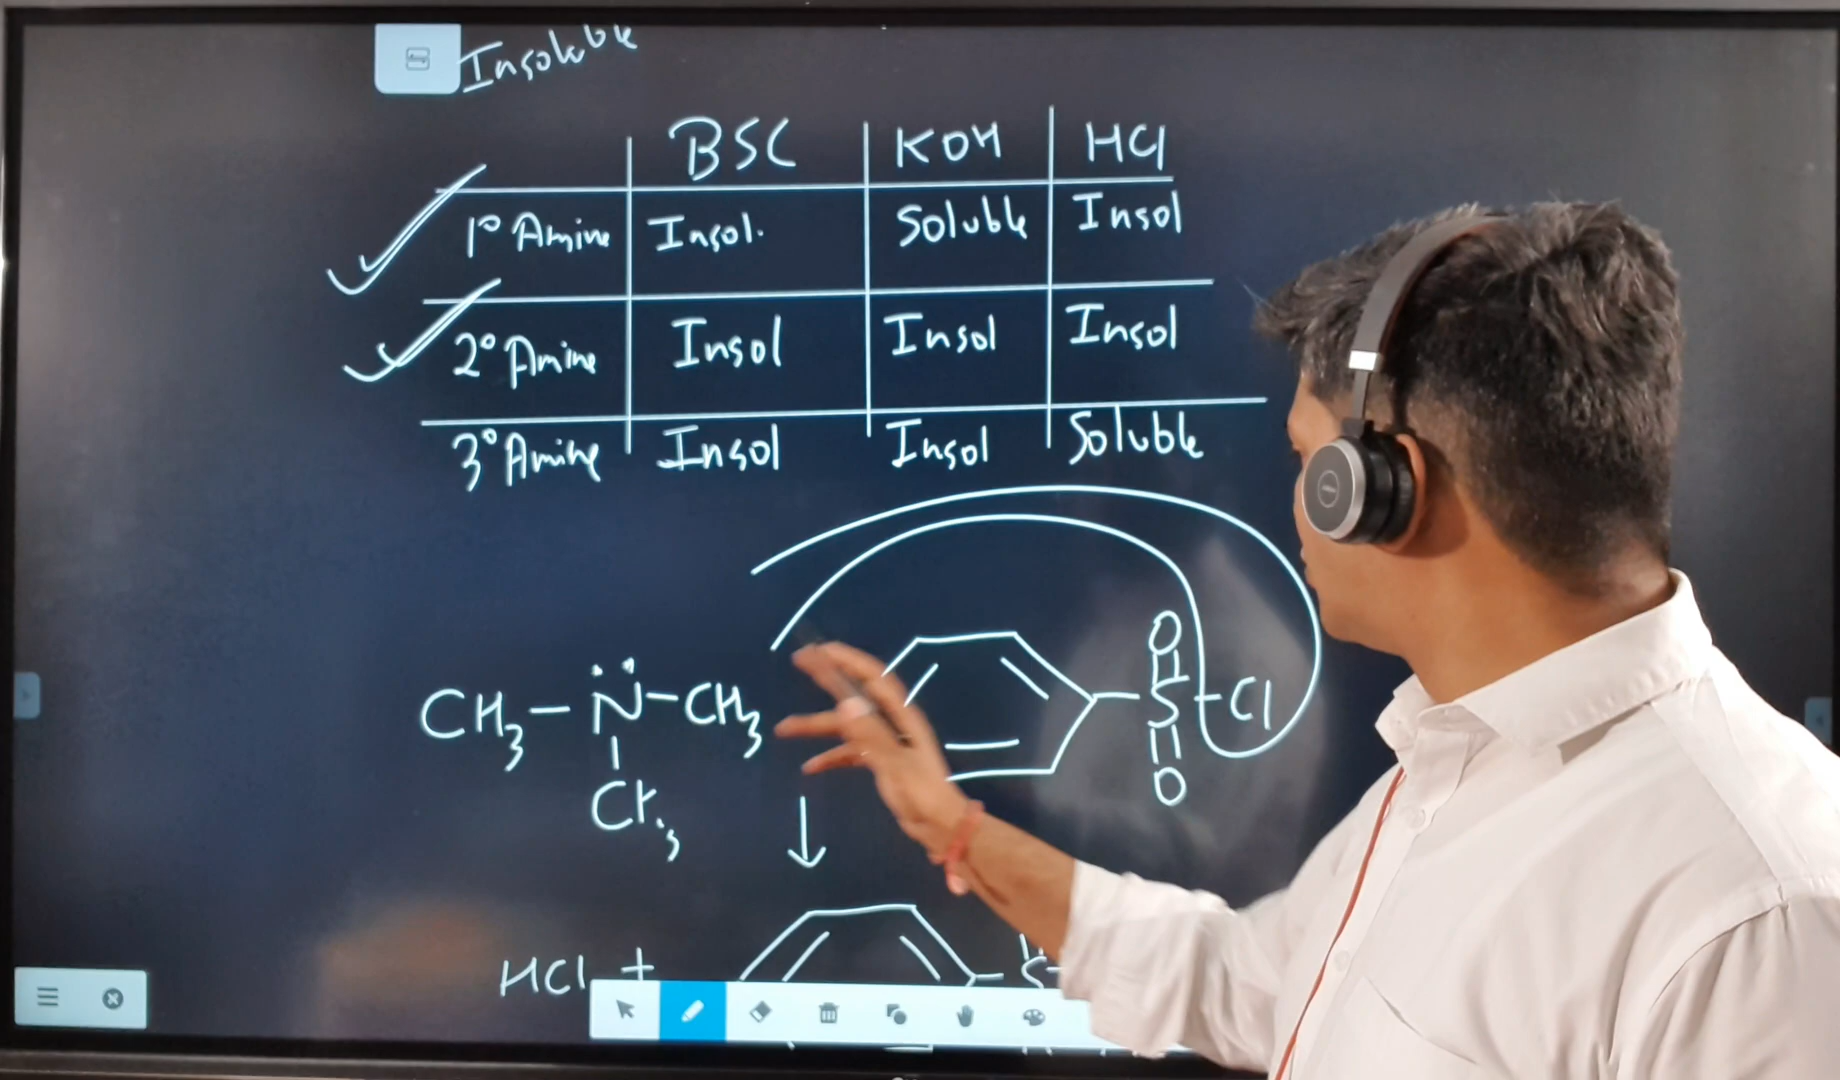 Insoluble
BSC KOH HCl
1° Amine Insol. Soluble Insol
2° Amine Insol Insol Insol
3° Amine Insol Insol Soluble
O
CH3 – N – CH3 S – Cl
CH3 O
HCl + S